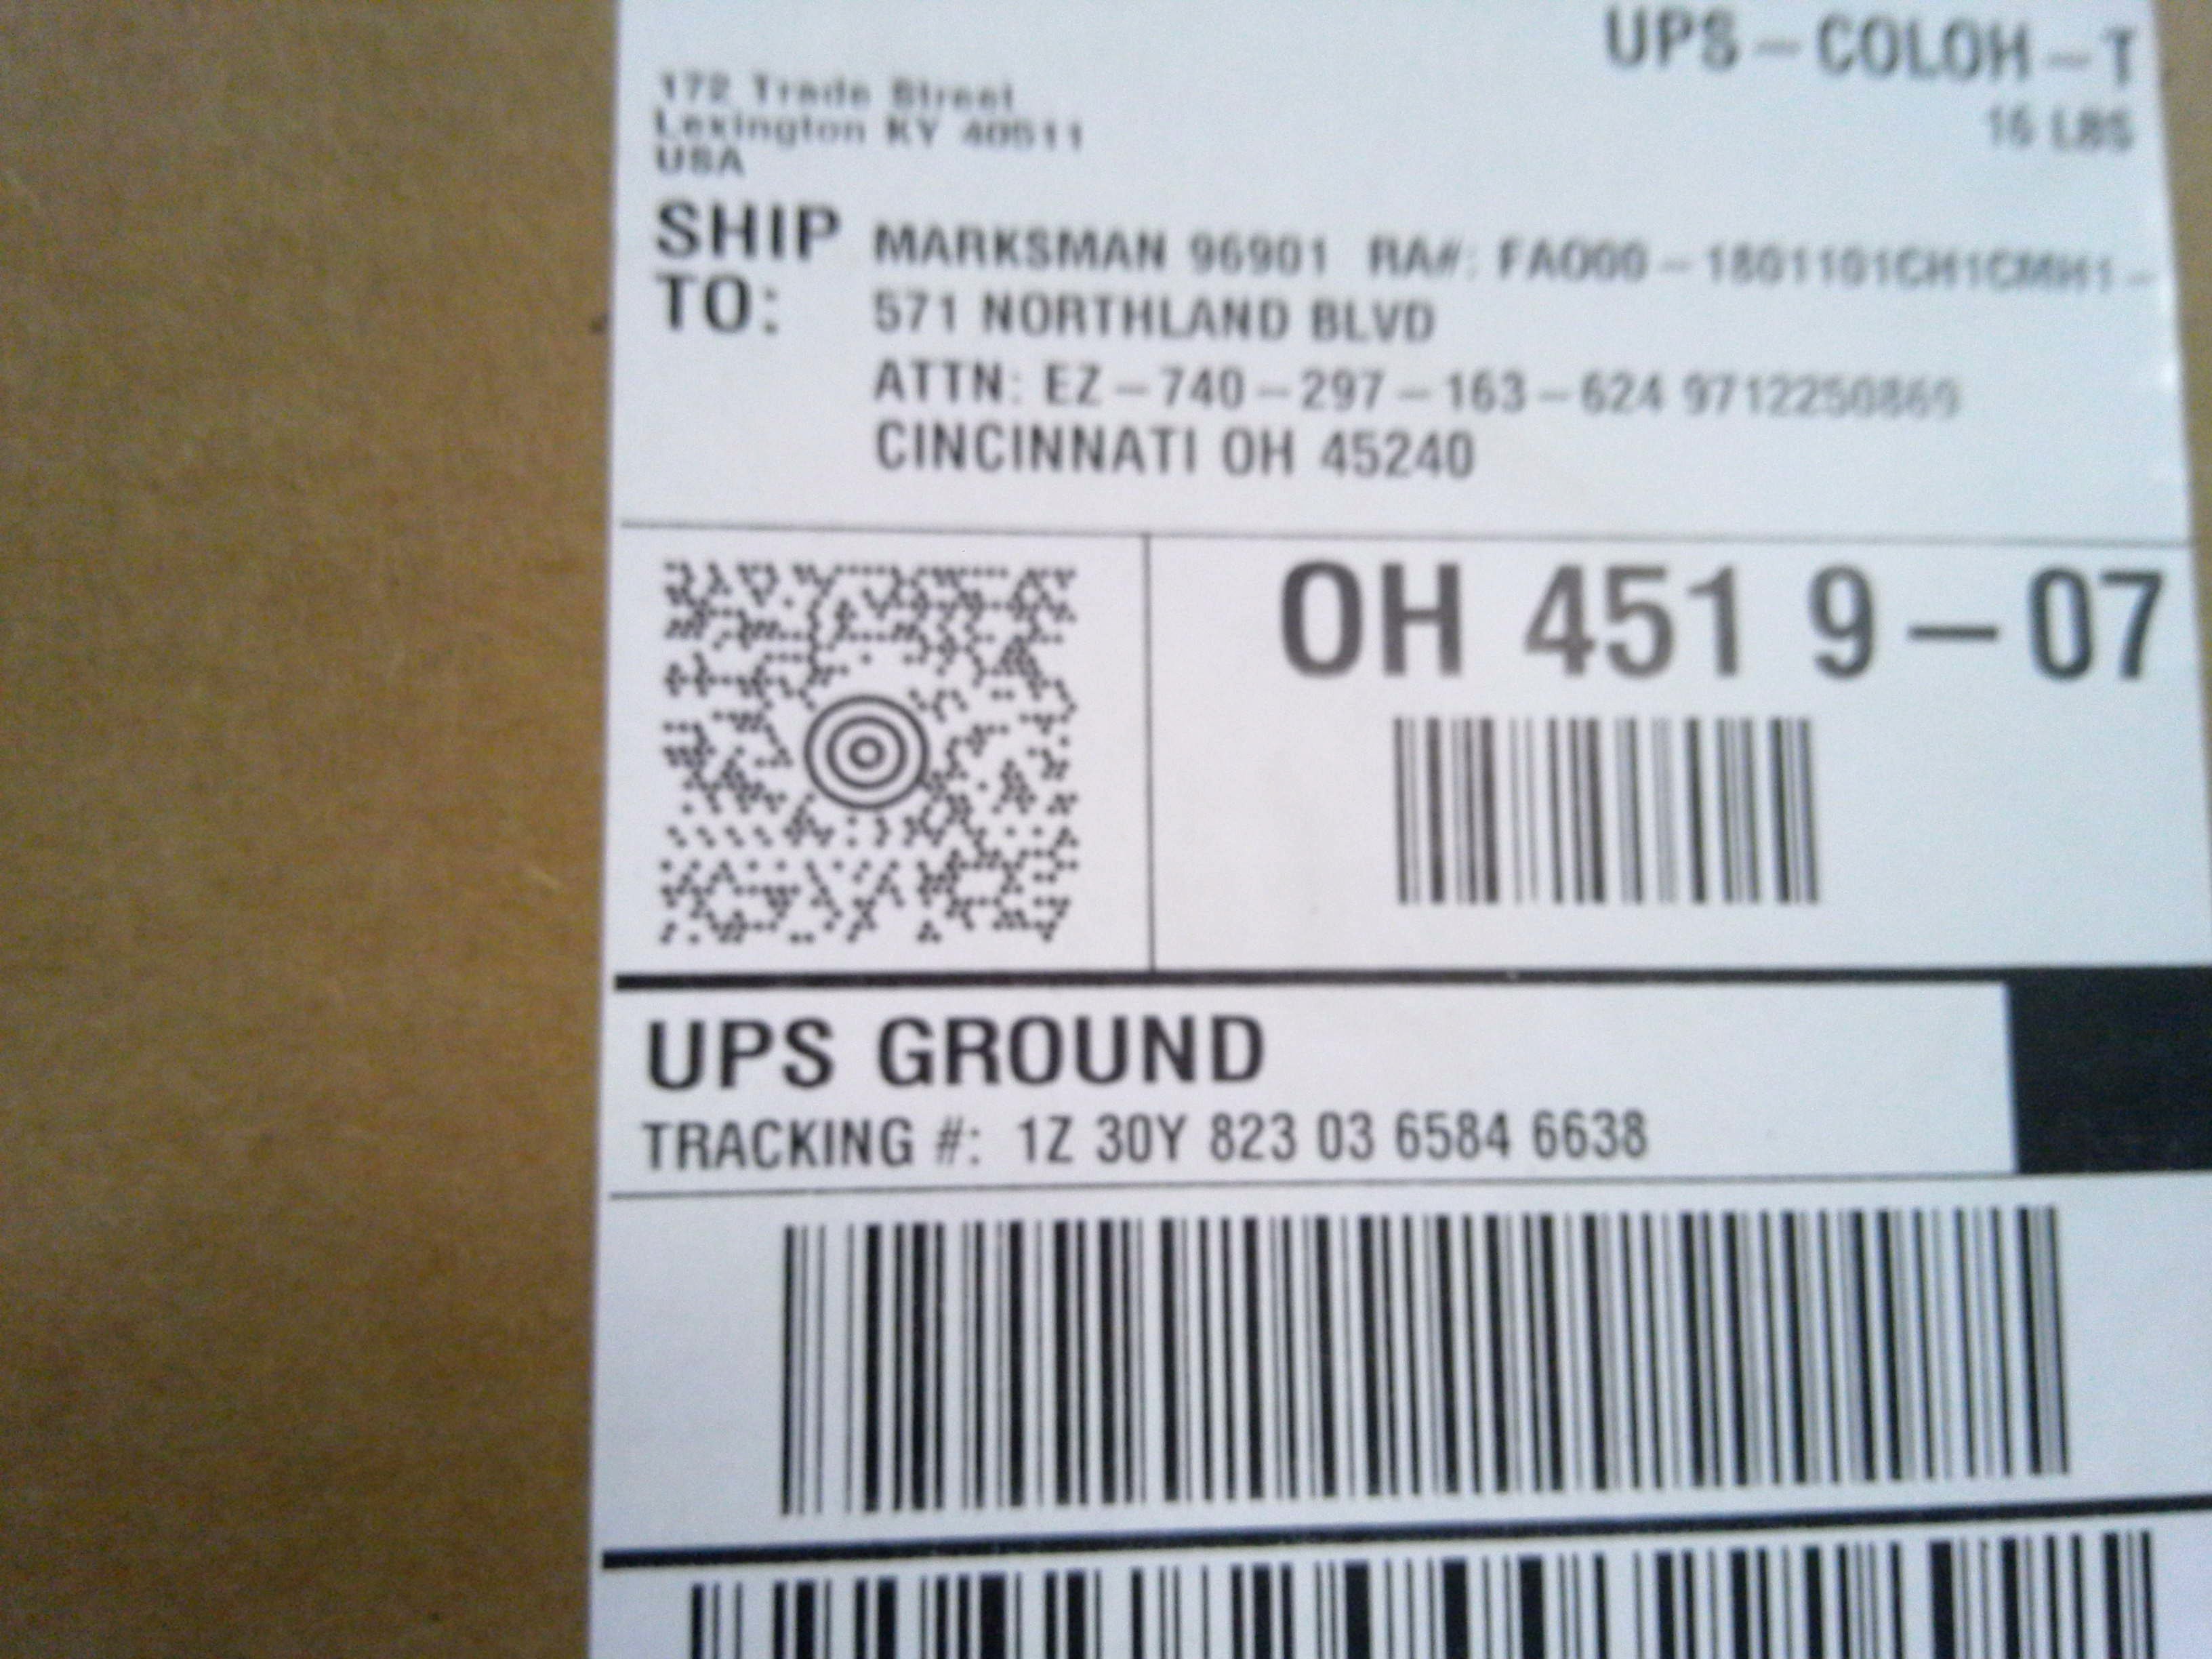 UPS - COLOH - T
16 LBS
172 Trade Street
Lexington KY 40511
USA
SHIP TO:
MARKSMAN 96901 RA#: FAO00 - 1801101CH1CMH1 -
571 NORTHLAND BLVD
ATTN: EZ - 740 - 297 - 163 - 624 9712250869
CINCINNATI OH 45240
OH 451 9 - 07
UPS GROUND
TRACKING #: 1Z 30Y 823 03 6584 6638